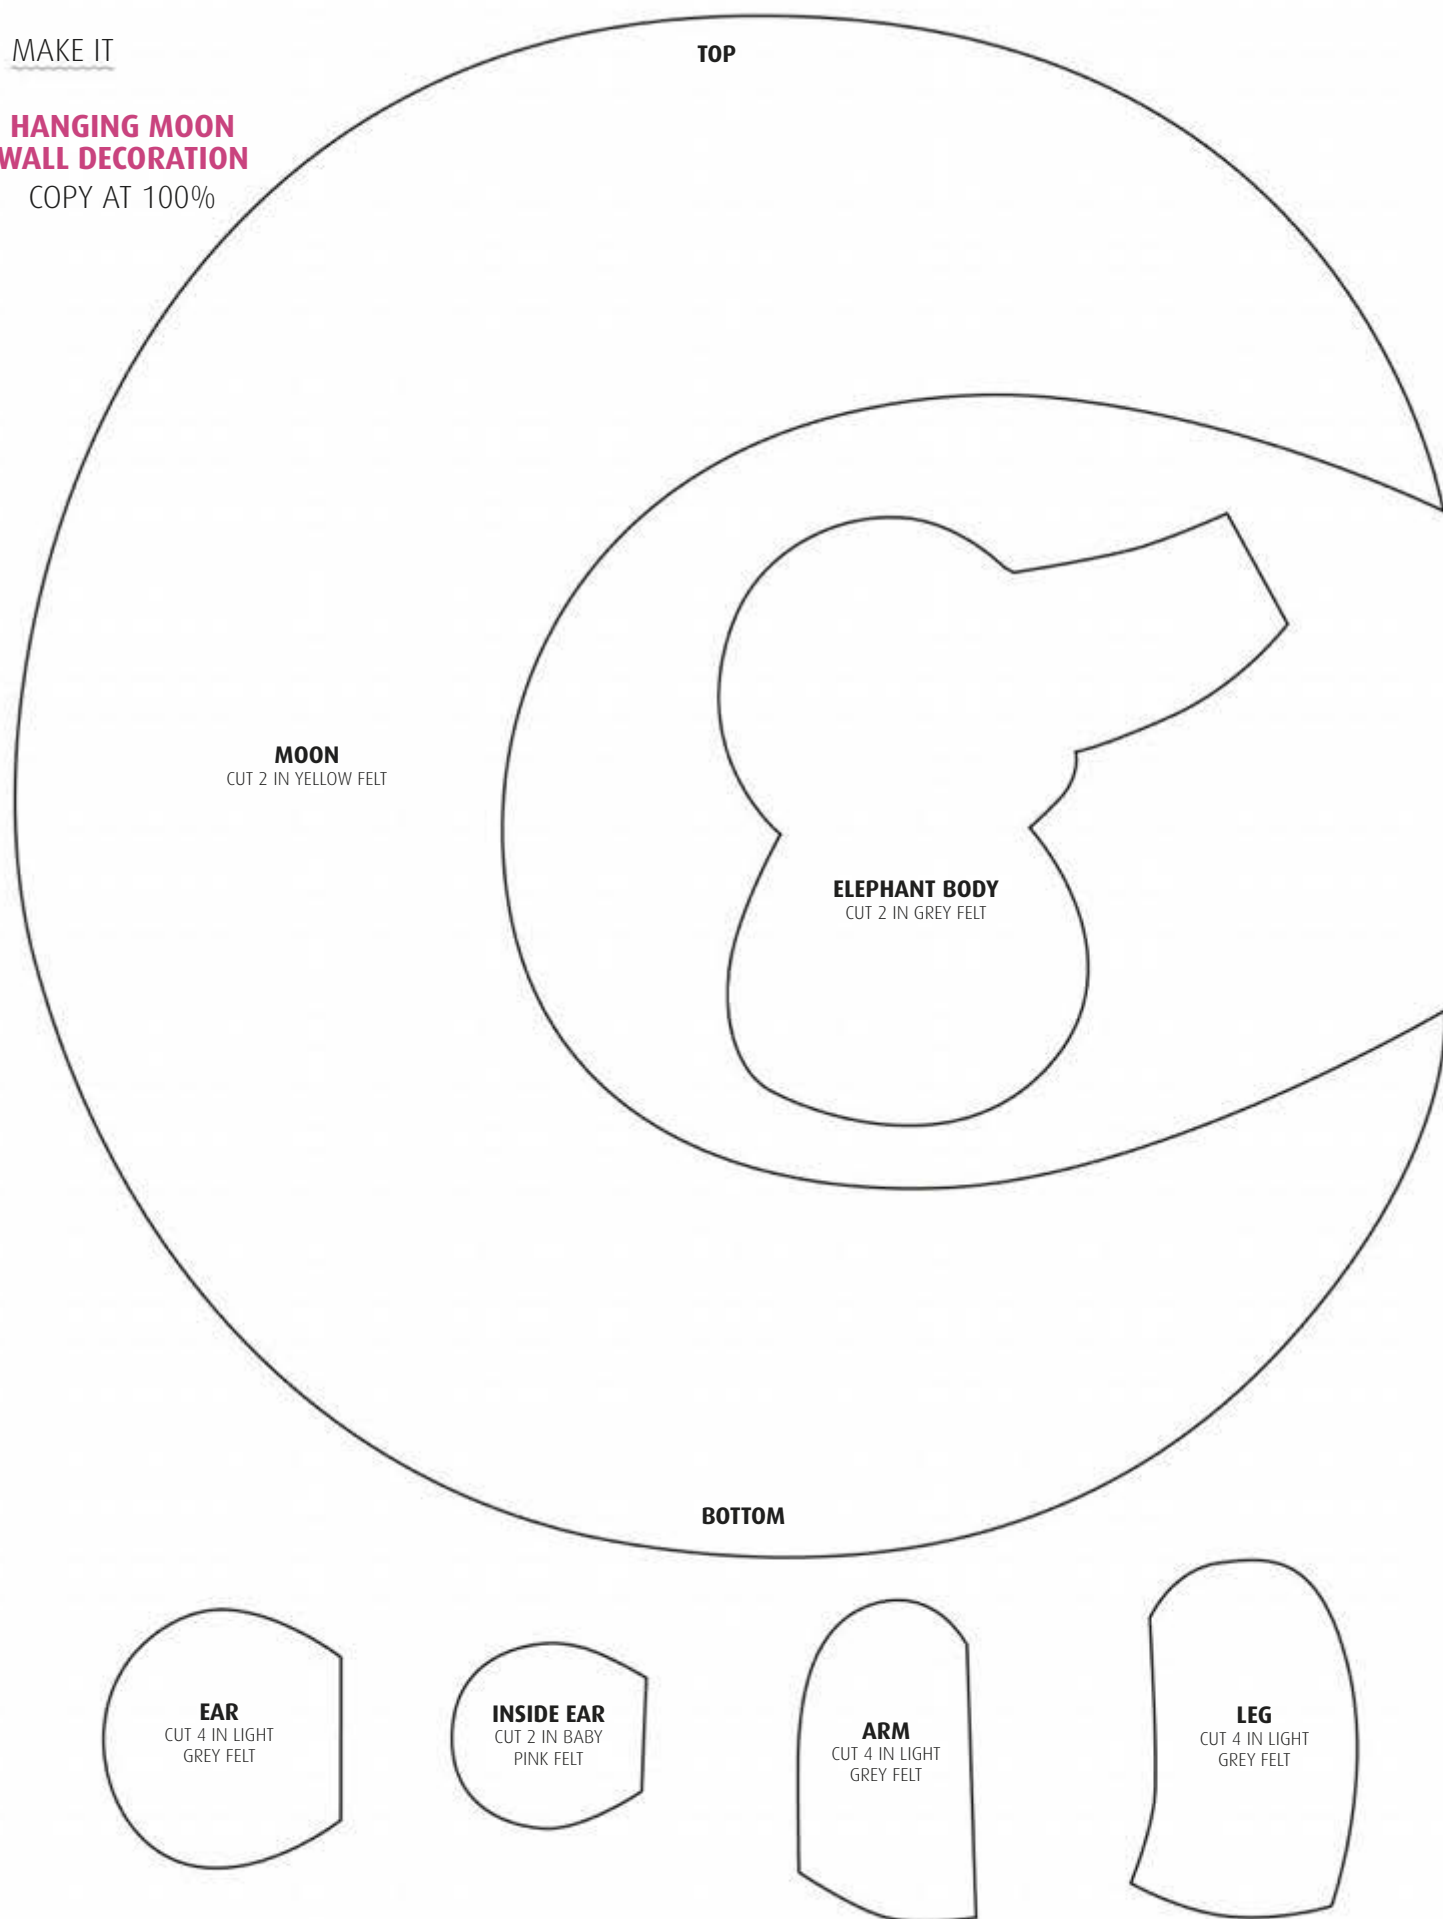 MAKE IT
HANGING MOON
WALL DECORATION
COPY AT 100%
TOP
MOON
CUT 2 IN YELLOW FELT
ELEPHANT BODY
CUT 2 IN GREY FELT
BOTTOM
EAR
CUT 4 IN LIGHT
GREY FELT
INSIDE EAR
CUT 2 IN BABY
PINK FELT
ARM
CUT 4 IN LIGHT
GREY FELT
LEG
CUT 4 IN LIGHT
GREY FELT